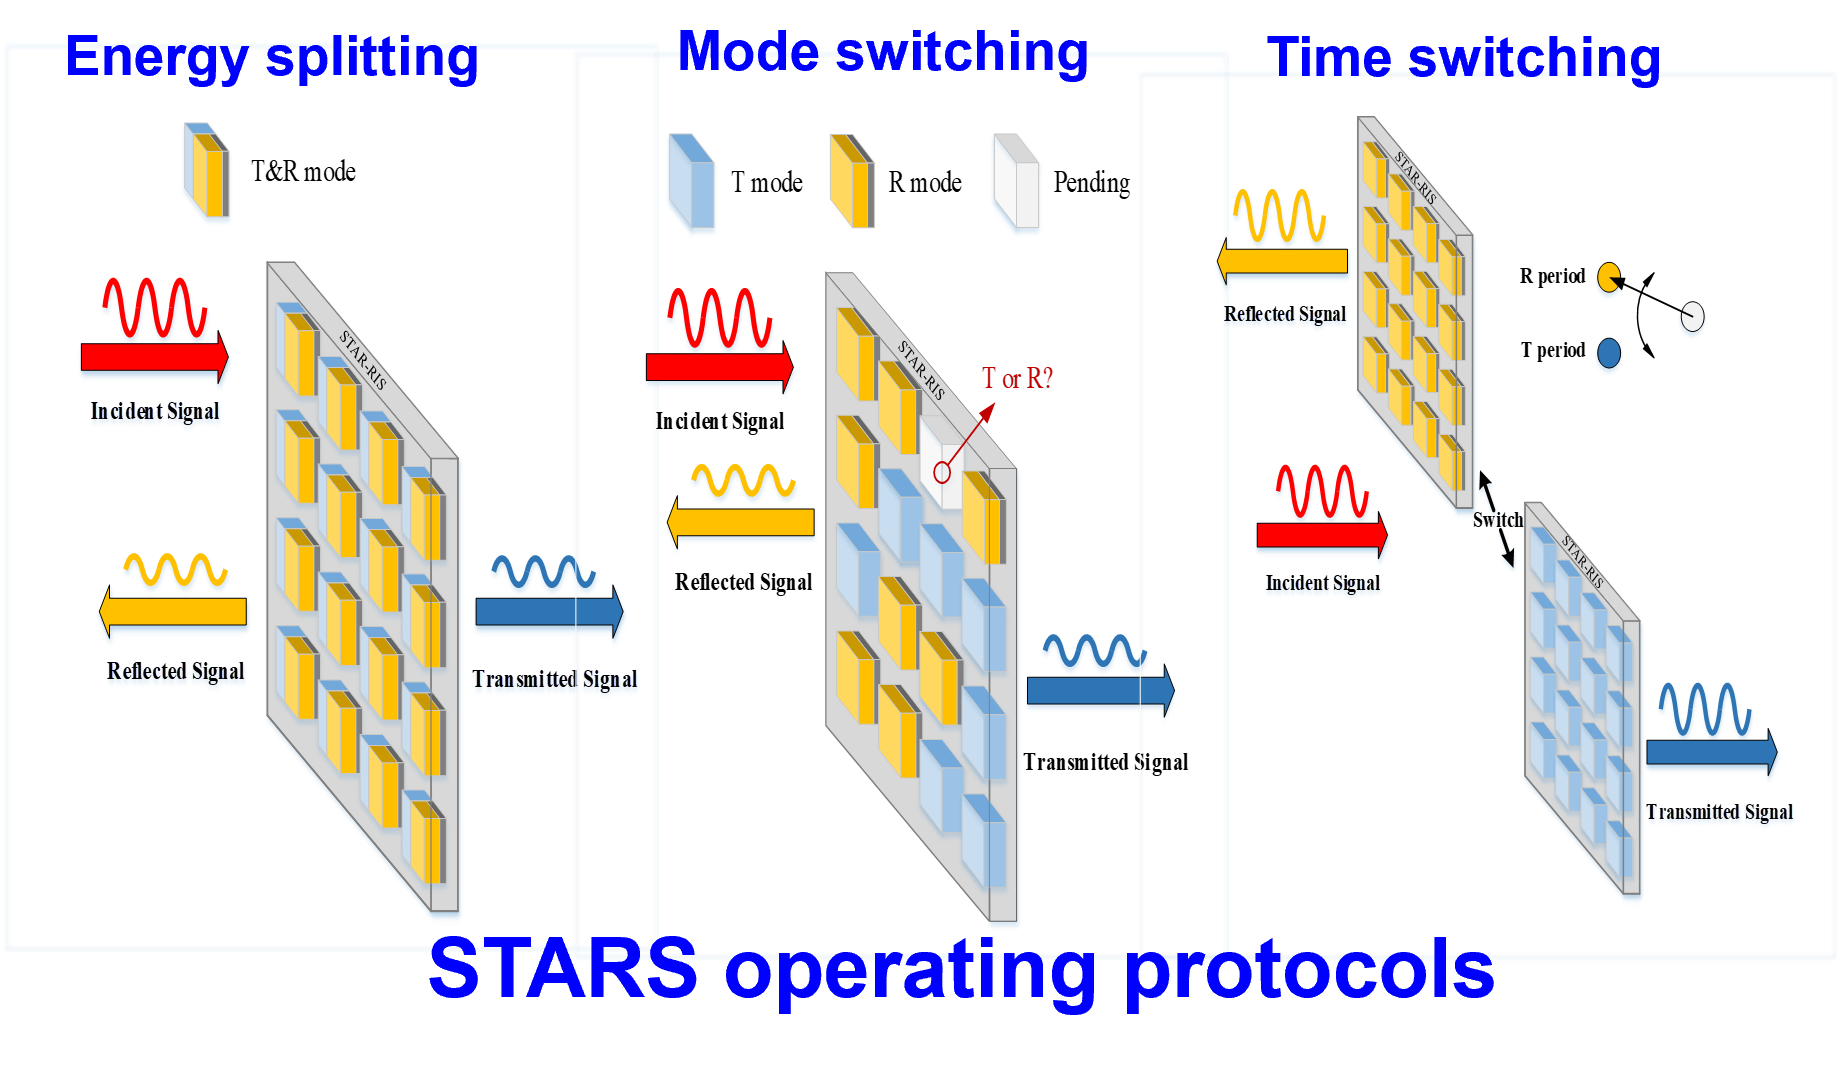 Energy splitting
T&R mode
STAR-RIS
Incident Signal
Reflected Signal
Transmitted Signal
Mode switching
T mode
R mode
Pending
STAR-RIS
T or R?
Incident Signal
Reflected Signal
Transmitted Signal
Time switching
STAR-RIS
Reflected Signal
R period
T period
Incident Signal
Switch
STAR-RIS
Transmitted Signal
STARS operating protocols